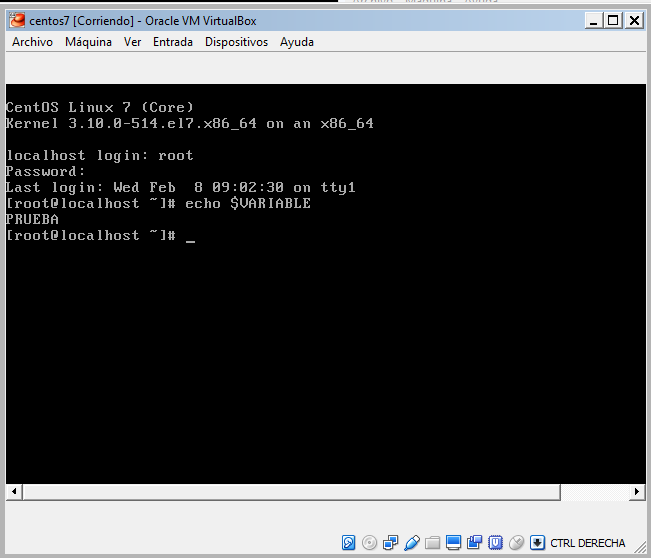 centos7 [Corriendo] - Oracle VM VirtualBox
Archivo Máquina Ver Entrada Dispositivos Ayuda
CentOS Linux 7 (Core)
Kernel 3.10.0-514.el7.x86_64 on an x86_64
localhost login: root
Password:
Last login: Wed Feb  8 09:02:30 on tty1
[root@localhost ~]# echo $VARIABLE
PRUEBA
[root@localhost ~]# _
CTRL DERECHA